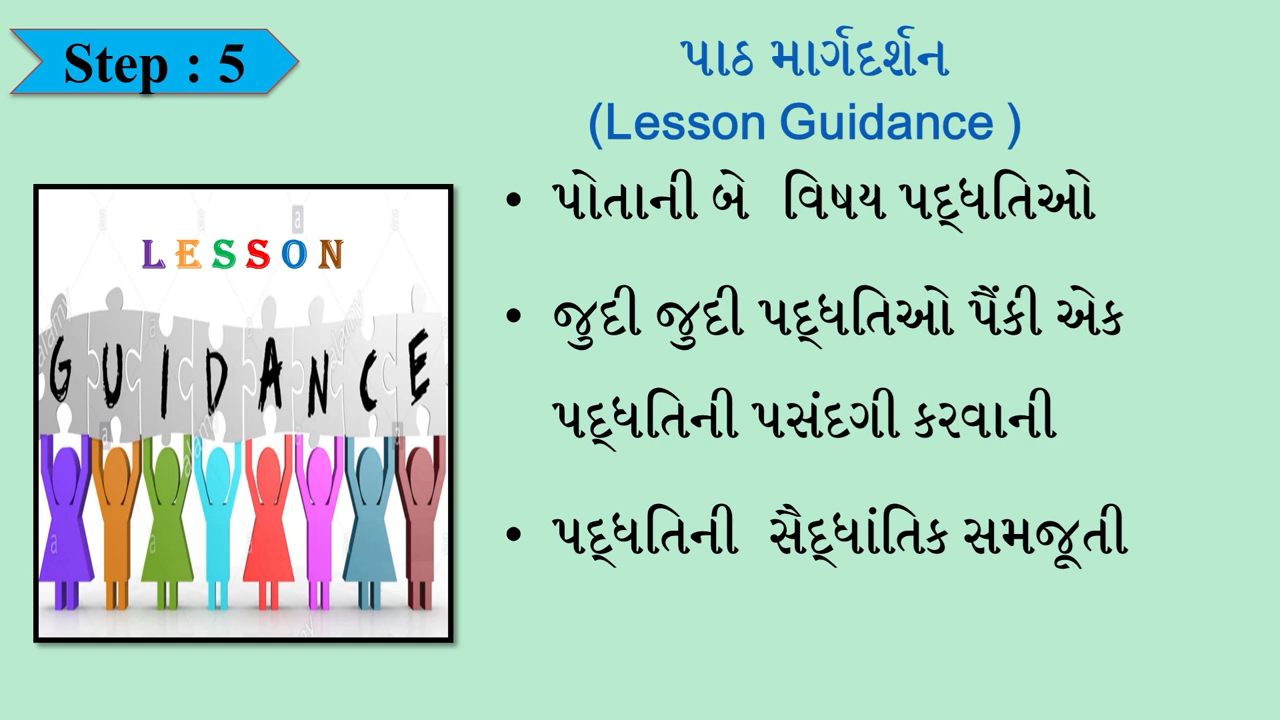 Step : 5
પાઠ માર્ગદર્શન
(Lesson Guidance )
• પોતાની બે વિષય પદ્ધતિઓ
• જુદી જુદી પદ્ધતિઓ પૈંકી એક
પદ્ધતિની પસંદગી કરવાની
• પદ્ધતિની સૈદ્ધાંતિક સમજૂતી
LESSON
GUIDANCE
alamy